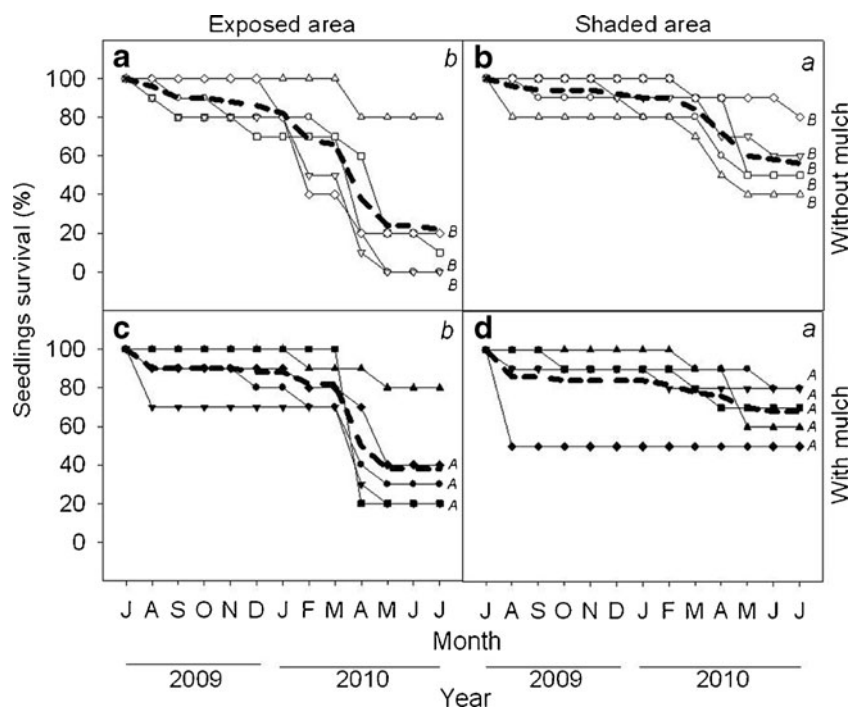 Exposed area Shaded area
a b
b a
100
80
60
40
20
0
B
B
B
B
B
B
B
B
Without mulch
c b
d a
100
80
60
40
20
0
A
A
A
A
A
A
A
A
With mulch
Seedlings survival (%)
J A S O N D J F M A M J J J A S O N D J F M A M J J
Month
2009 2010 2009 2010
Year